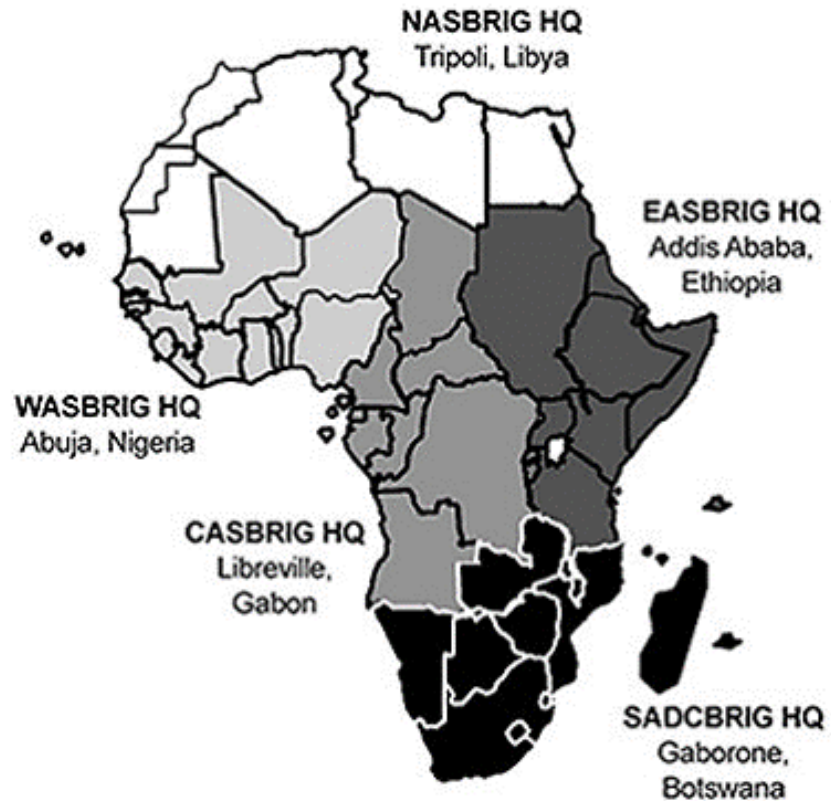 NASBRIG HQ
Tripoli, Libya
EASBRIG HQ
Addis Ababa,
Ethiopia
WASBRIG HQ
Abuja, Nigeria
CASBRIG HQ
Libreville,
Gabon
SADCBRIG HQ
Gaborone,
Botswana